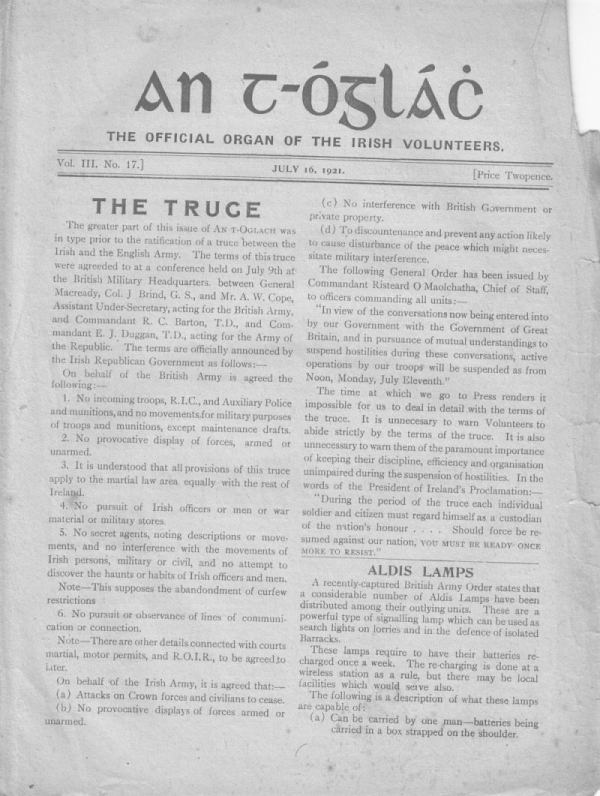 An t-Ógláċ
THE OFFICIAL ORGAN OF THE IRISH VOLUNTEERS.
Vol. III. No. 17.]
JULY 16, 1921.
[Price Twopence.
THE TRUCE
The greater part of this issue of AN T-OGLACH was
in type prior to the ratification of a truce between the
Irish and the English Army. The terms of this truce
were agreed to at a conference held on July 9th at
the British Military Headquarters. between General
Macready, Col. J Brind, G. S., and Mr. A. W. Cope,
Assistant Under-Secretary, acting for the British Army,
and Commandant R. C. Barton, T.D., and Com-
mandant E. J. Duggan, T.D., acting for the Army of
the Republic. The terms are officially announced by
the Irish Republican Government as follows:—
On behalf of the British Army is agreed the
following:—
1. No incoming troops, R.I.C., and Auxiliary Police
and munitions, and no movements for military purposes
of troops and munitions, except maintenance drafts.
2. No provocative display of forces, armed or
unarmed.
3. It is understood that all provisions of this truce
apply to the martial law area equally with the rest of
Ireland.
4. No pursuit of Irish officers or men or war
material or military stores
5. No secret agents, noting descriptions or move-
ments, and no interference with the movements of
Irish persons, military or civil, and no attempt to
discover the haunts or habits of Irish officers and men.
Note—This supposes the abandondment of curfew
restrictions
6. No pursuit or observance of lines of communi-
cation or connection.
Note—There are other details connected with courts
martial, motor permits, and R.O.I.R., to be agreed to
later.
On behalf of the Irish Army, it is agreed that:—
(a) Attacks on Crown forces and civilians to cease.
(b) No provocative displays of forces armed or
unarmed.
(c) No interference with British Government or
private property.
(d) To discountenance and prevent any action likely
to cause disturbance of the peace which might neces-
sitate military interference.
The following General Order has been issued by
Commandant Risteard O Maolchatha, Chief of Staff,
to officers commanding all units:—
"In view of the conversations now being entered into
by our Government with the Government of Great
Britain, and in pursuance of mutual understandings to
suspend hostilities during these conversations, active
operations by our troops will be suspended as from
Noon, Monday, July Eleventh."
The time at which we go to Press renders it
impossible for us to deal in detail with the terms of
the truce. It is unnecesary to warn Volunteers to
abide strictly by the terms of the truce. It is also
unnecessary to warn them of the paramount importance
of keeping their discipline, efficiency and organisation
unimpaired during the suspension of hostilities. In the
words of the President of Ireland's Proclamation:—
"During the period of the truce each individual
soldier and citizen must regard himself as a custodian
of the nation's honour . . . . Should force be re-
sumed against our nation, YOU MUST BE READY ONCE
MORE TO RESIST."
ALDIS LAMPS
A recently-captured British Army Order states that
a considerable number of Aldis Lamps have been
distributed among their outlying units. These are a
powerful type of signalling lamp which can be used as
search lights on lorries and in the defence of isolated
Barracks.
These lamps require to have their batteries re-
charged once a week. The re-charging is done at a
wireless station as a rule, but there may be local
facilities which would serve also.
The following is a description of what these lamps
are capable of:
(a) Can be carried by one man—batteries being
carried in a box strapped on the shoulder.